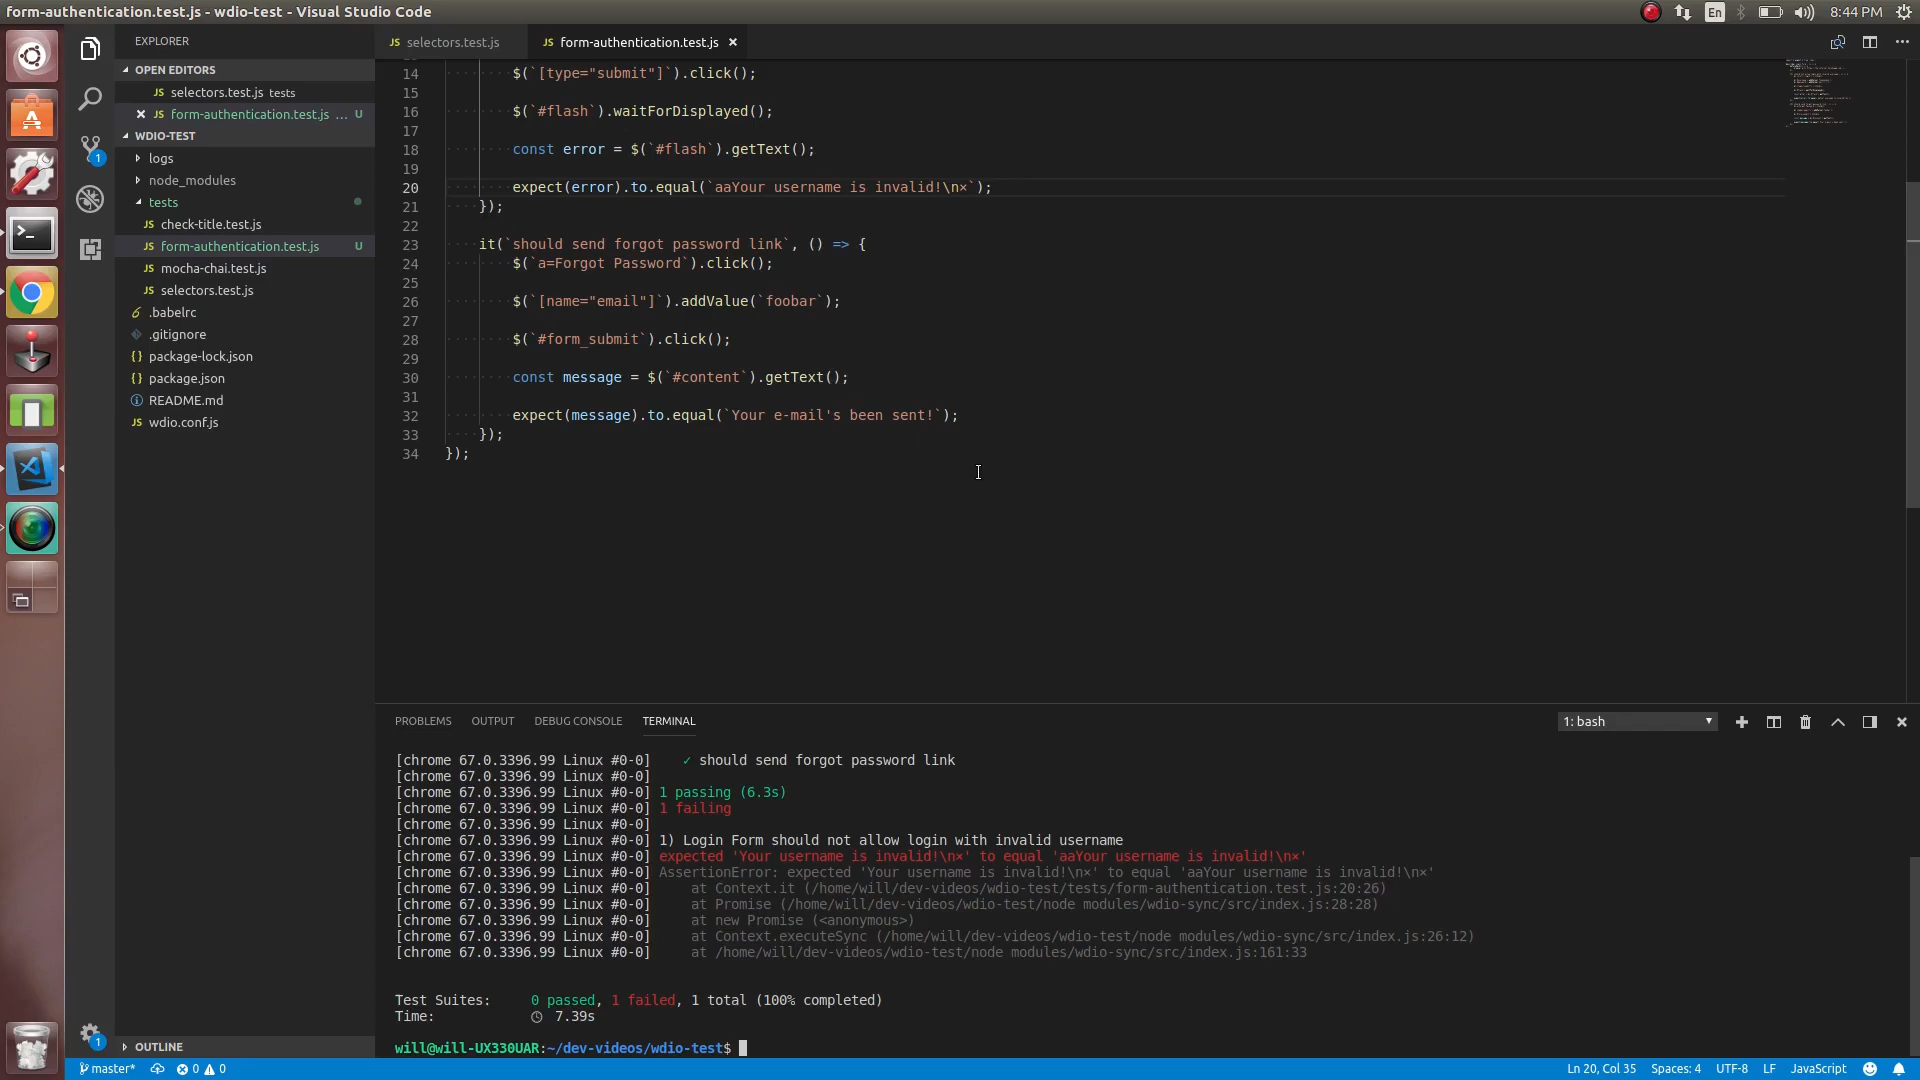 form-authentication.test.js - wdio-test - Visual Studio Code
En
8:44 PM
EXPLORER
OPEN EDITORS
JS selectors.test.js tests
JS form-authentication.test.js ... U
WDIO-TEST
logs
node_modules
tests
JS check-title.test.js
JS form-authentication.test.js U
JS mocha-chai.test.js
JS selectors.test.js
.babelrc
.gitignore
{} package-lock.json
{} package.json
README.md
JS wdio.conf.js
OUTLINE
1
1
JS selectors.test.js
JS form-authentication.test.js
14 $(`[type="submit"]`).click();
15
16 $(`#flash`).waitForDisplayed();
17
18 const error = $(`#flash`).getText();
19
20 expect(error).to.equal(`aaYour username is invalid!\n×`);
21 });
22
23 it(`should send forgot password link`, () => {
24 $(`a=Forgot Password`).click();
25
26 $(`[name="email"]`).addValue(`foobar`);
27
28 $(`#form_submit`).click();
29
30 const message = $(`#content`).getText();
31
32 expect(message).to.equal(`Your e-mail's been sent!`);
33 });
34 });
PROBLEMS OUTPUT DEBUG CONSOLE TERMINAL
1: bash
[chrome 67.0.3396.99 Linux #0-0] ✓ should send forgot password link
[chrome 67.0.3396.99 Linux #0-0]
[chrome 67.0.3396.99 Linux #0-0] 1 passing (6.3s)
[chrome 67.0.3396.99 Linux #0-0] 1 failing
[chrome 67.0.3396.99 Linux #0-0]
[chrome 67.0.3396.99 Linux #0-0] 1) Login Form should not allow login with invalid username
[chrome 67.0.3396.99 Linux #0-0] expected 'Your username is invalid!\n×' to equal 'aaYour username is invalid!\n×'
[chrome 67.0.3396.99 Linux #0-0] AssertionError: expected 'Your username is invalid!\n×' to equal 'aaYour username is invalid!\n×'
[chrome 67.0.3396.99 Linux #0-0] at Context.it (/home/will/dev-videos/wdio-test/tests/form-authentication.test.js:20:26)
[chrome 67.0.3396.99 Linux #0-0] at Promise (/home/will/dev-videos/wdio-test/node modules/wdio-sync/src/index.js:28:28)
[chrome 67.0.3396.99 Linux #0-0] at new Promise (<anonymous>)
[chrome 67.0.3396.99 Linux #0-0] at Context.executeSync (/home/will/dev-videos/wdio-test/node modules/wdio-sync/src/index.js:26:12)
[chrome 67.0.3396.99 Linux #0-0] at /home/will/dev-videos/wdio-test/node modules/wdio-sync/src/index.js:161:33
Test Suites: 0 passed, 1 failed, 1 total (100% completed)
Time: 7.39s
will@will-UX330UAR:~/dev-videos/wdio-test$
master* 0 0
Ln 20, Col 35 Spaces: 4 UTF-8 LF JavaScript